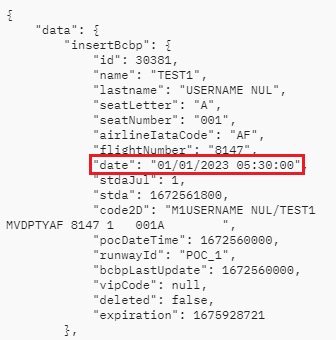 {
"data": {
"insertBcbp": {
"id": 30381,
"name": "TEST1",
"lastname": "USERNAME NUL",
"seatLetter": "A",
"seatNumber": "001",
"airlineIataCode": "AF",
"flightNumber": "8147",
"date": "01/01/2023 05:30:00",
"stdaJul": 1,
"stda": 1672561800,
"code2D": "M1USERNAME NUL/TEST1
MVDPTYAF 8147 1   001A        ",
"pocDateTime": 1672560000,
"runwayId": "POC_1",
"bcbpLastUpdate": 1672560000,
"vipCode": null,
"deleted": false,
"expiration": 1675928721
},